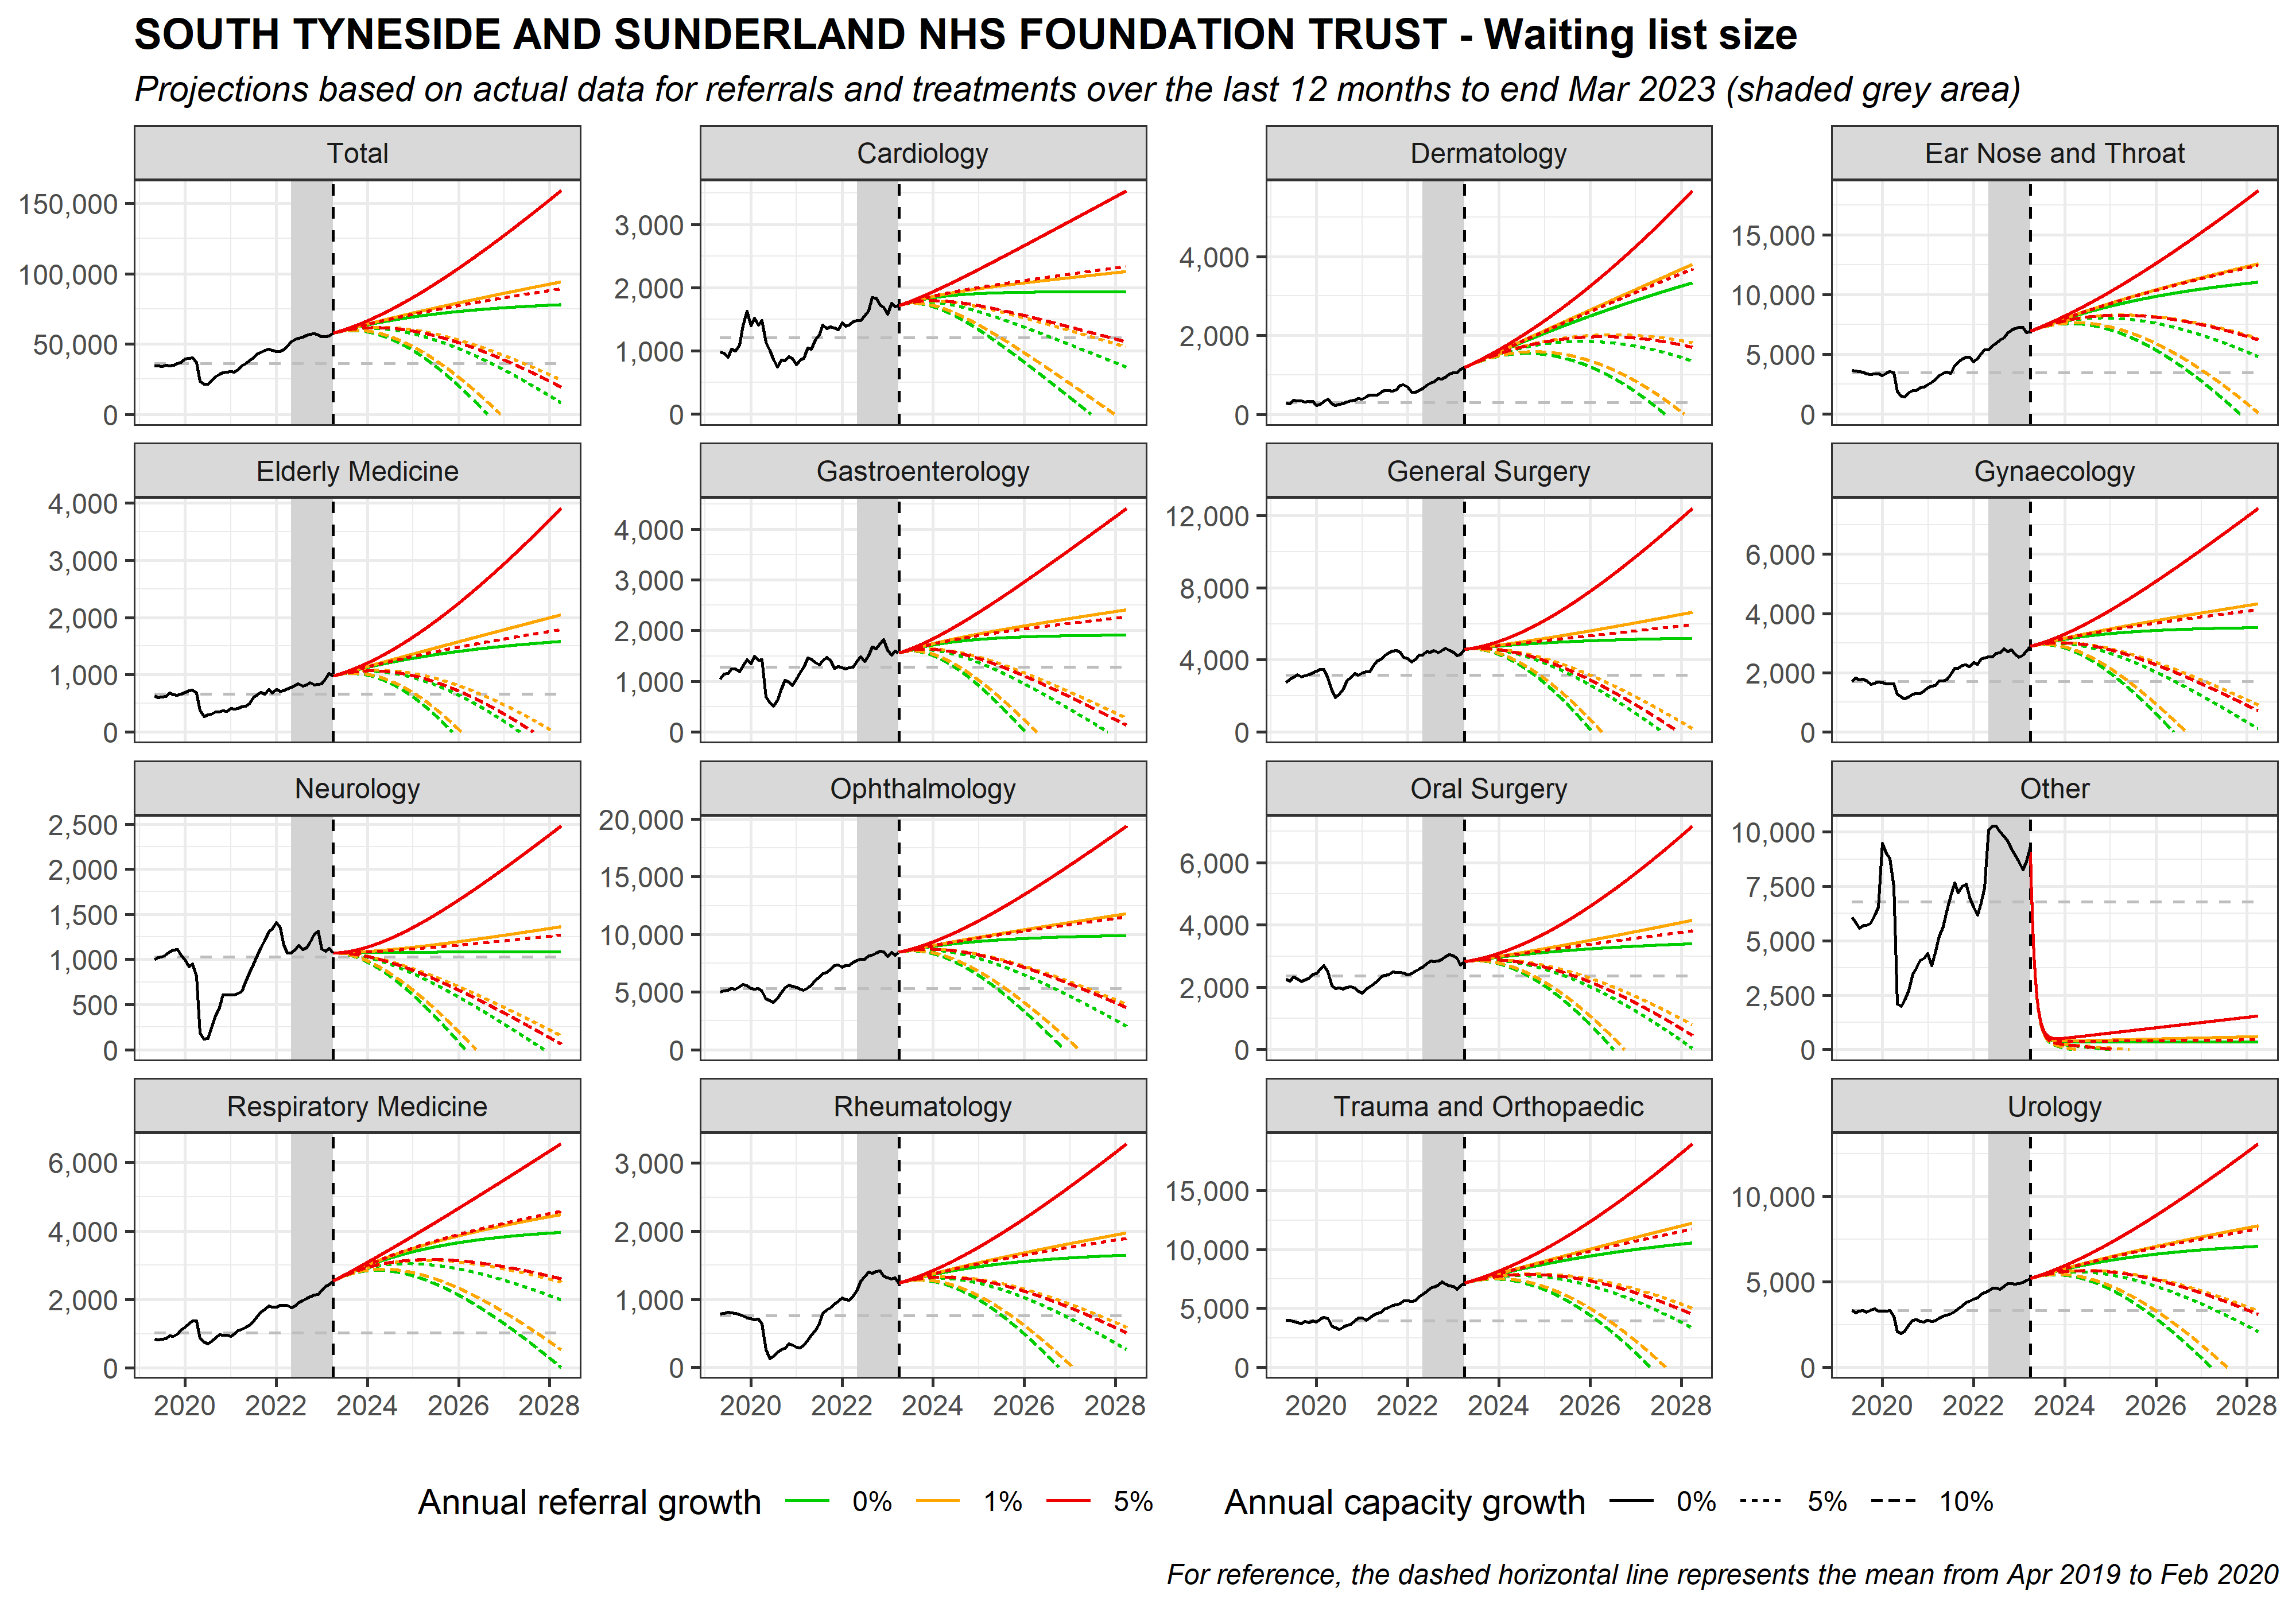 SOUTH TYNESIDE AND SUNDERLAND NHS FOUNDATION TRUST - Waiting list size
Projections based on actual data for referrals and treatments over the last 12 months to end Mar 2023 (shaded grey area)
Total
150,000
100,000
50,000
0
Cardiology
3,000
2,000
1,000
0
Dermatology
4,000
2,000
0
Ear Nose and Throat
15,000
10,000
5,000
0
Elderly Medicine
4,000
3,000
2,000
1,000
0
Gastroenterology
4,000
3,000
2,000
1,000
0
General Surgery
12,000
8,000
4,000
0
Gynaecology
6,000
4,000
2,000
0
Neurology
2,500
2,000
1,500
1,000
500
0
Ophthalmology
20,000
15,000
10,000
5,000
0
Oral Surgery
6,000
4,000
2,000
0
Other
10,000
7,500
5,000
2,500
0
Respiratory Medicine
6,000
4,000
2,000
0
2020 2022 2024 2026 2028
Rheumatology
3,000
2,000
1,000
0
2020 2022 2024 2026 2028
Trauma and Orthopaedic
15,000
10,000
5,000
0
2020 2022 2024 2026 2028
Urology
10,000
5,000
0
2020 2022 2024 2026 2028
Annual referral growth 0% 1% 5% Annual capacity growth 0% 5% 10%
For reference, the dashed horizontal line represents the mean from Apr 2019 to Feb 2020